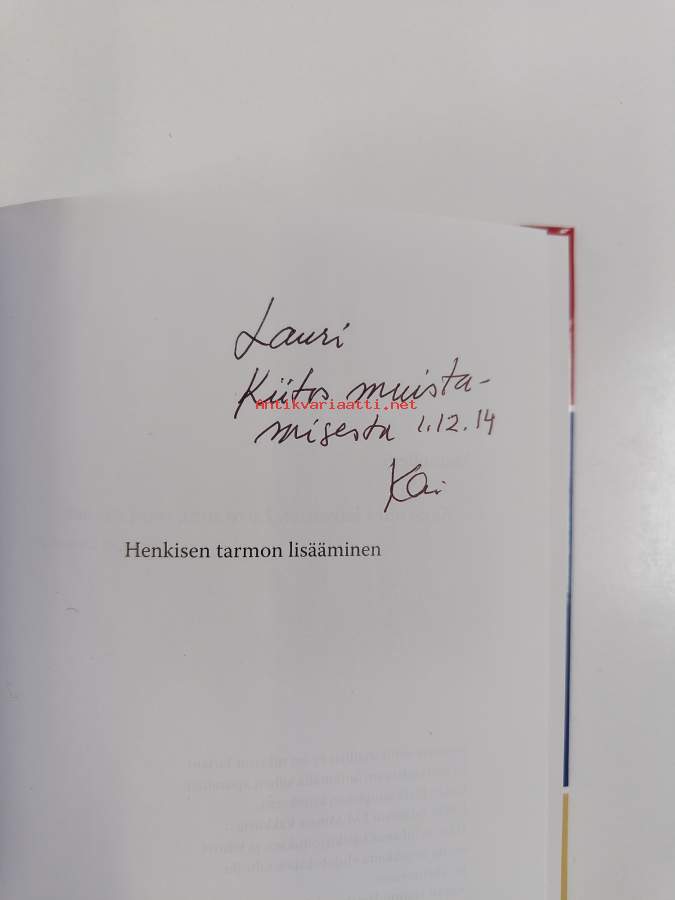 Lauri
Kiitos muista-
Antikvariaatti.net
misesta 1.12.14
Kai
Henkisen tarmon lisääminen